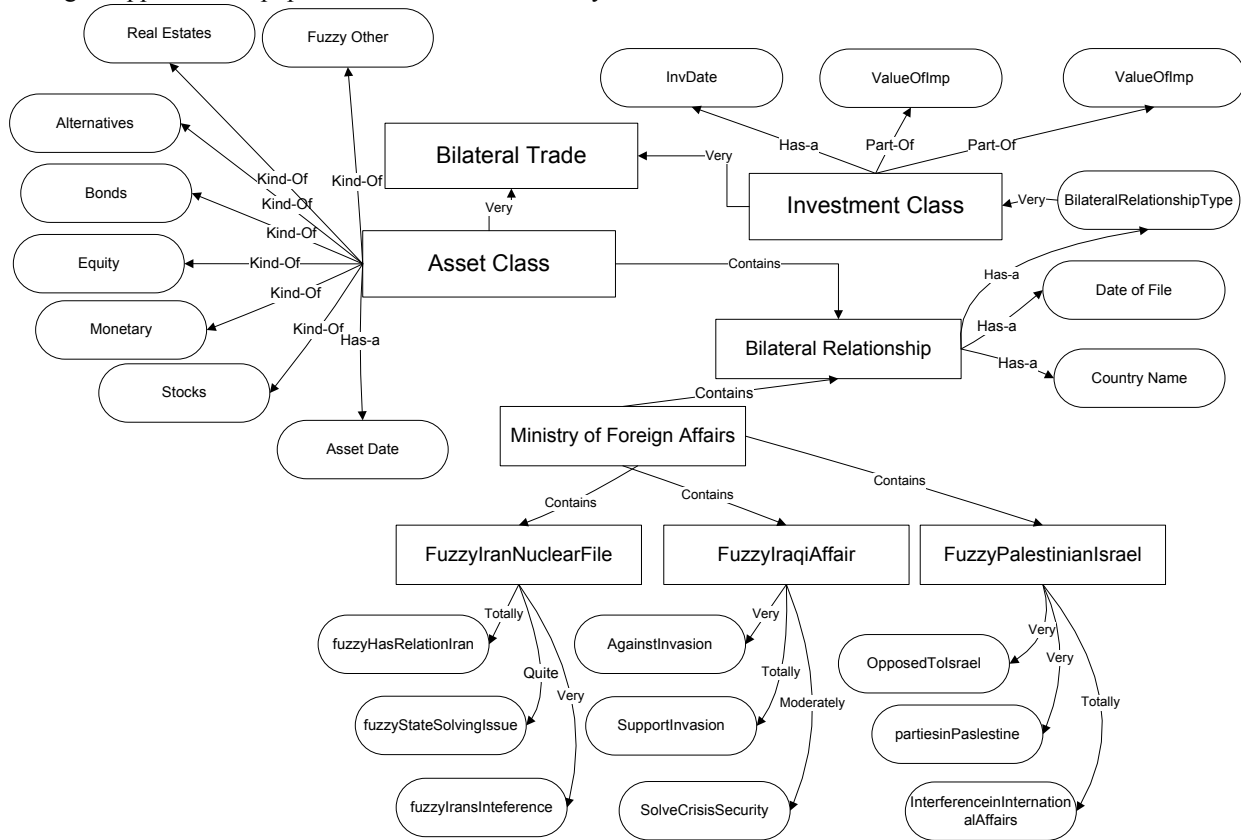 Real Estates
Fuzzy Other
InvDate
ValueOfImp
ValueOfImp
Alternatives
Has-a
Part-Of
Part-Of
Bilateral Trade
Very
Kind-Of
Kind-Of
Bonds
Kind-Of
Very
Investment Class
Very
BilateralRelationshipType
Kind-Of
Equity
Kind-Of
Asset Class
Contains
Has-a
Date of File
Kind-Of
Monetary
Kind-Of
Has-a
Has-a
Bilateral Relationship
Has-a
Country Name
Stocks
Contains
Ministry of Foreign Affairs
Asset Date
Contains
Contains
Contains
FuzzyIranNuclearFile
FuzzyIraqiAffair
FuzzyPalestinianIsrael
Totally
Very
Very
fuzzyHasRelationIran
AgainstInvasion
OpposedToIsrael
Quite
Totally
Very
Very
Moderately
Totally
fuzzyStateSolvingIssue
SupportInvasion
partiesinPaslestine
fuzzyIransInteference
SolveCrisisSecurity
InterferenceinInternation
alAffairs